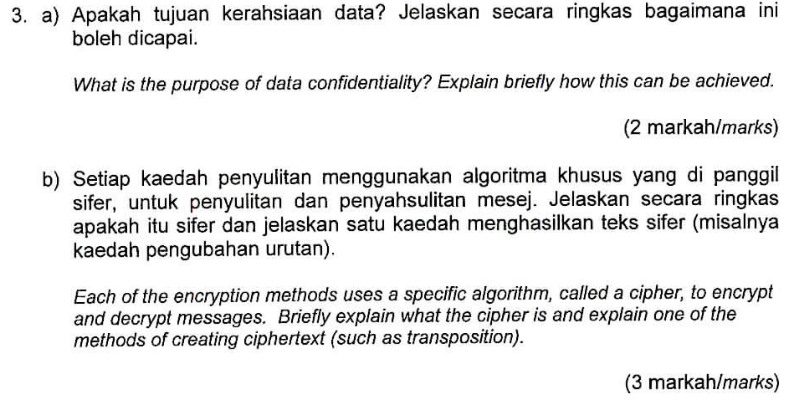 3. a) Apakah tujuan kerahsiaan data? Jelaskan secara ringkas bagaimana ini
boleh dicapai.
What is the purpose of data confidentiality? Explain briefly how this can be achieved.
(2 markah/marks)
b) Setiap kaedah penyulitan menggunakan algoritma khusus yang di panggil
sifer, untuk penyulitan dan penyahsulitan mesej. Jelaskan secara ringkas
apakah itu sifer dan jelaskan satu kaedah menghasilkan teks sifer (misalnya
kaedah pengubahan urutan).
Each of the encryption methods uses a specific algorithm, called a cipher, to encrypt
and decrypt messages. Briefly explain what the cipher is and explain one of the
methods of creating ciphertext (such as transposition).
(3 markah/marks)